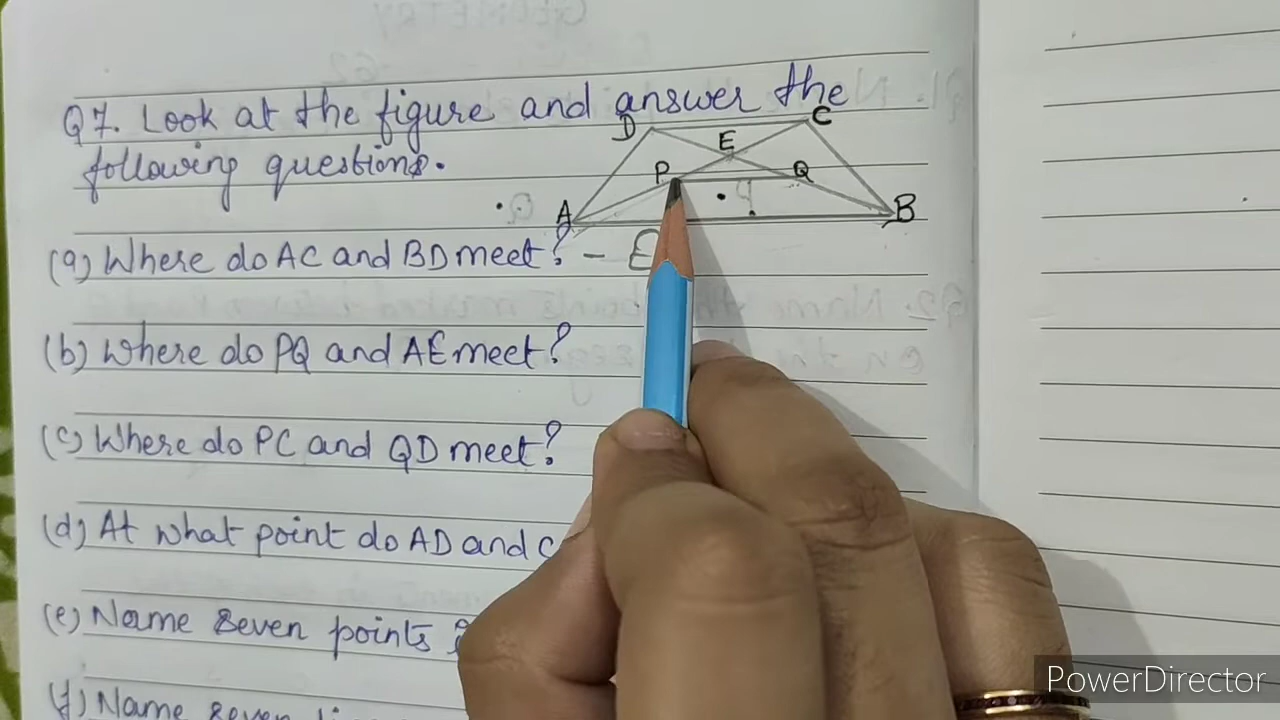 Q7. Look at the figure and answer the
following questions.
D C
E
P Q
A B
(a) Where do AC and BD meet? - E
(b) Where do PQ and AE meet?
(c) Where do PC and QD meet?
(d) At what point do AD and C
(e) Name seven points
(f) Name seven
PowerDirector